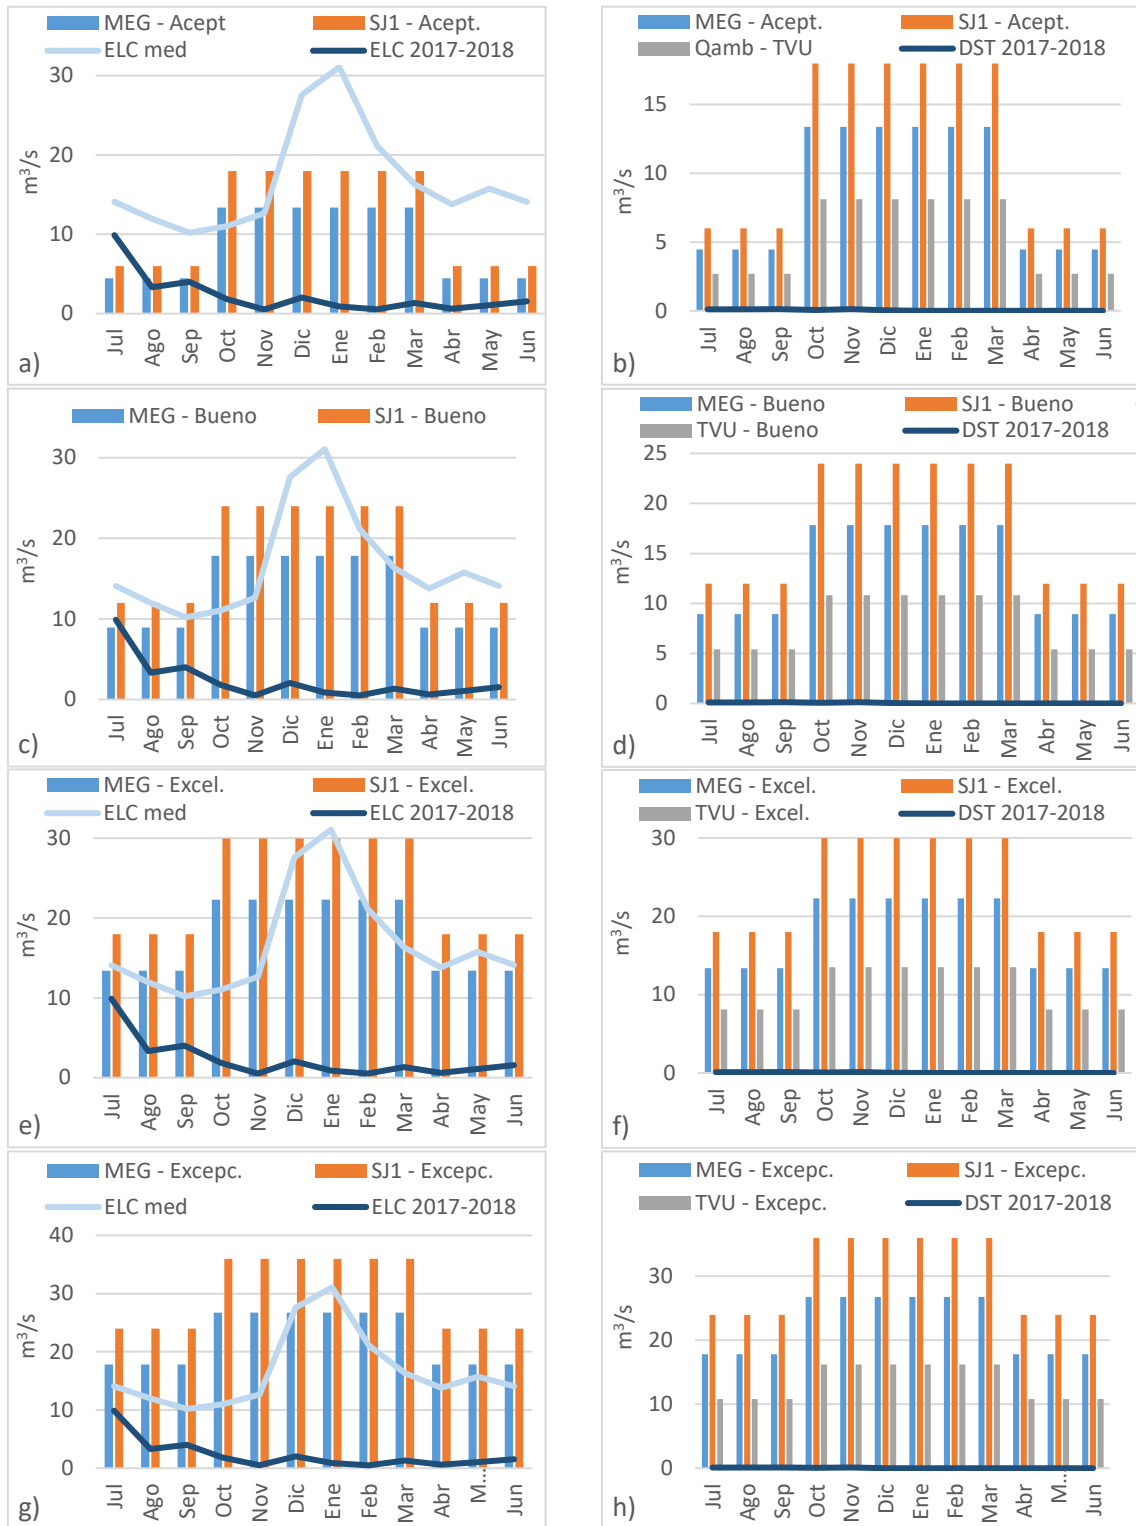 MEG - Acept SJ1 - Acept.
ELC med ELC 2017-2018
30
20
10
0
m³/s
Jul Ago Sep Oct Nov Dic Ene Feb Mar Abr May Jun
a)
MEG - Acept. SJ1 - Acept.
Qamb - TVU DST 2017-2018
15
10
5
0
m³/s
Jul Ago Sep Oct Nov Dic Ene Feb Mar Abr May Jun
b)
MEG - Bueno SJ1 - Bueno
30
20
10
0
m³/s
Jul Ago Sep Oct Nov Dic Ene Feb Mar Abr May Jun
c)
MEG - Bueno SJ1 - Bueno
TVU - Bueno DST 2017-2018
25
20
15
10
5
0
m³/s
Jul Ago Sep Oct Nov Dic Ene Feb Mar Abr May Jun
d)
MEG - Excel. SJ1 - Excel.
ELC med ELC 2017-2018
30
20
10
0
m³/s
Jul Ago Sep Oct Nov Dic Ene Feb Mar Abr May Jun
e)
MEG - Excel. SJ1 - Excel.
TVU - Excel. DST 2017-2018
30
20
10
0
m³/s
Jul Ago Sep Oct Nov Dic Ene Feb Mar Abr May Jun
f)
MEG - Excepc. SJ1 - Excepc.
ELC med ELC 2017-2018
40
30
20
10
0
m³/s
Jul Ago Sep Oct Nov Dic Ene Feb Mar Abr M... Jun
g)
MEG - Excepc. SJ1 - Excepc.
TVU - Excepc. DST 2017-2018
30
20
10
0
m³/s
Jul Ago Sep Oct Nov Dic Ene Feb Mar Abr M... Jun
h)